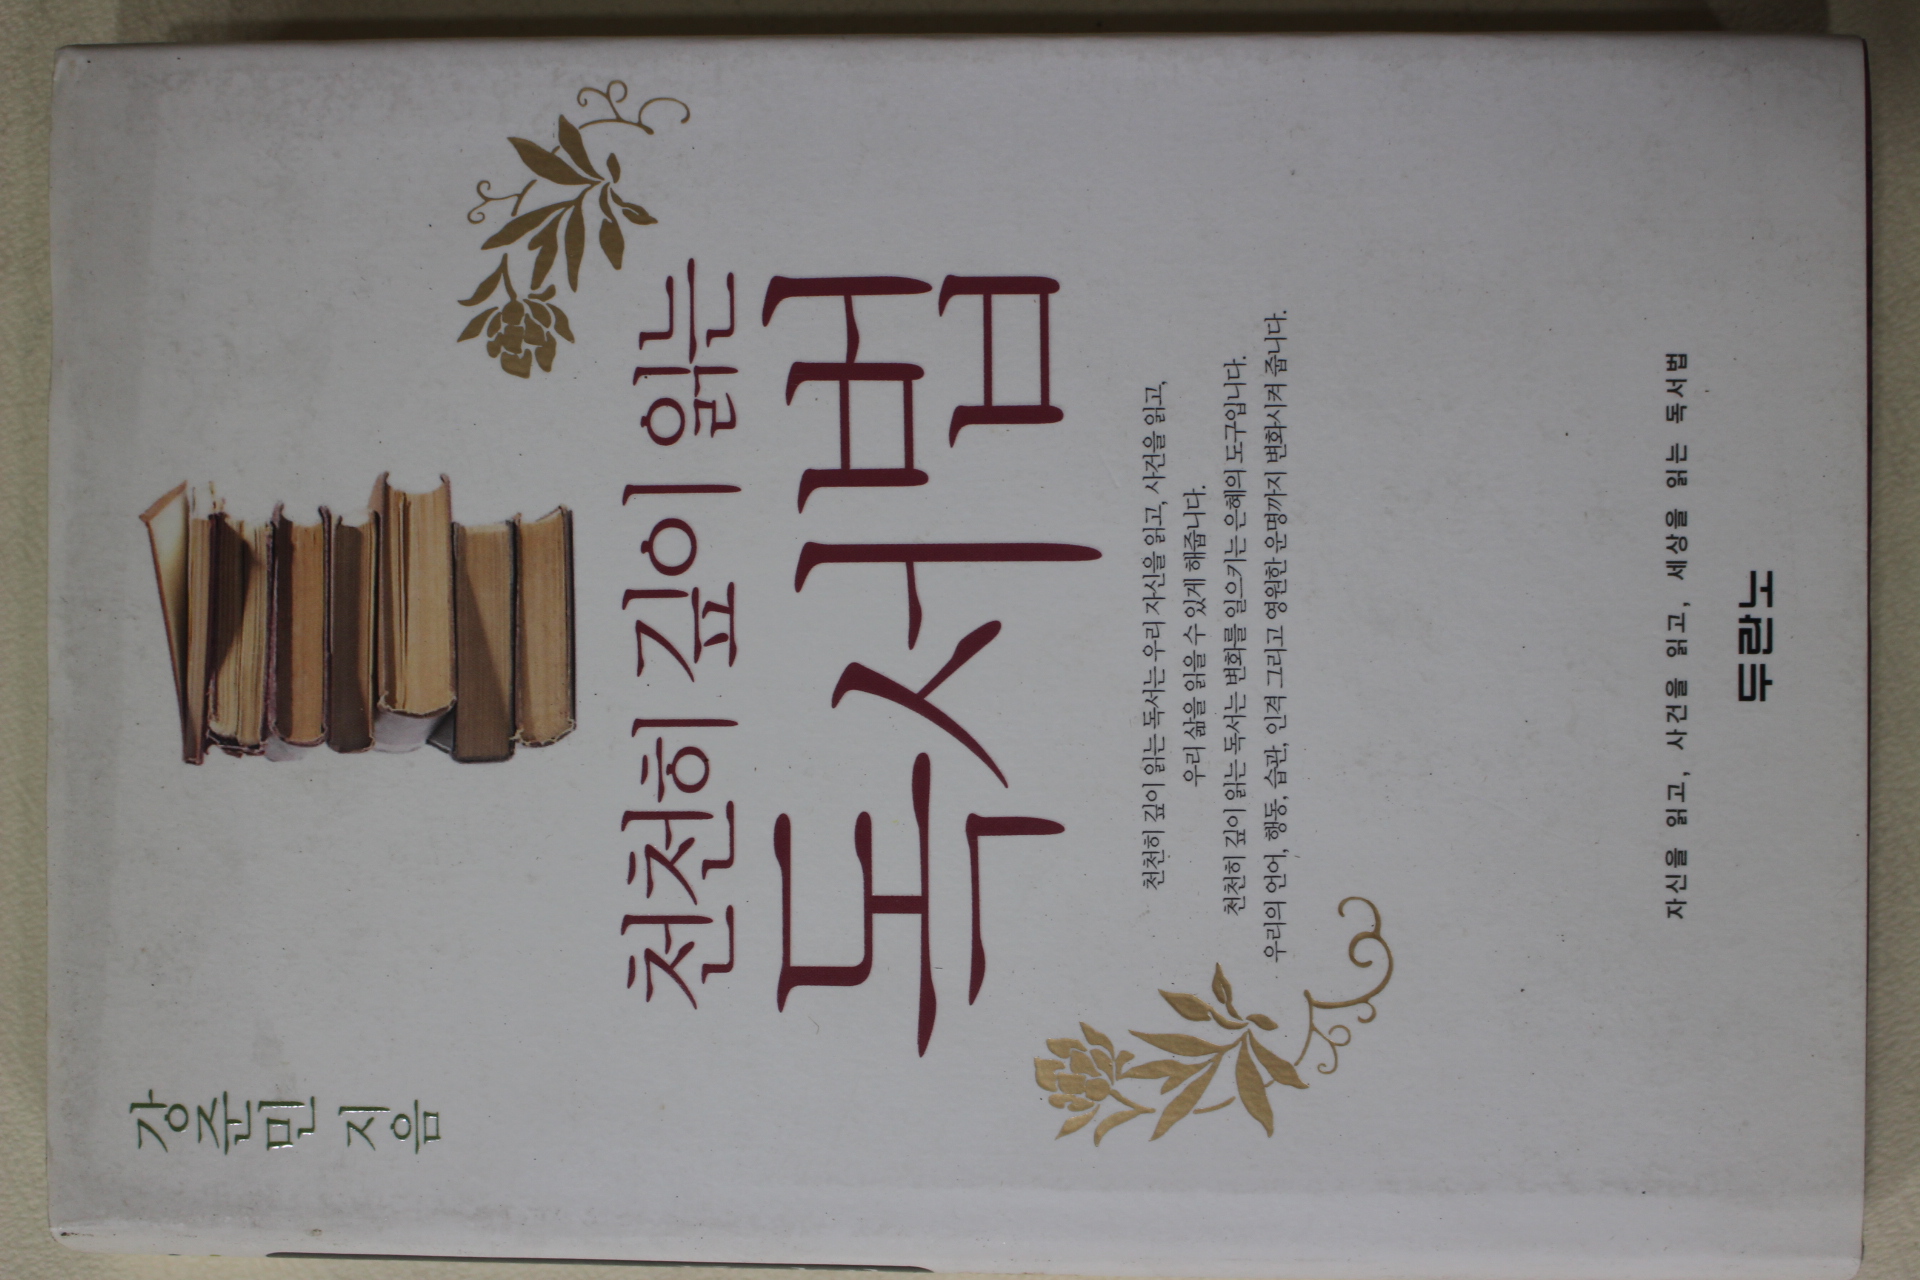 강준민 지음
천천히 깊이 읽는
독서법
천천히 깊이 읽는 독서는 우리 자신을 읽고, 사건을 읽고,
우리 삶을 읽을 수 있게 해줍니다.
천천히 깊이 읽는 독서는 변화를 일으키는 은혜의 도구입니다.
우리의 언어, 행동, 습관, 인격 그리고 영원한 운명까지 변화시켜 줍니다.
자신을 읽고, 사건을 읽고, 세상을 읽는 독서법
두란노